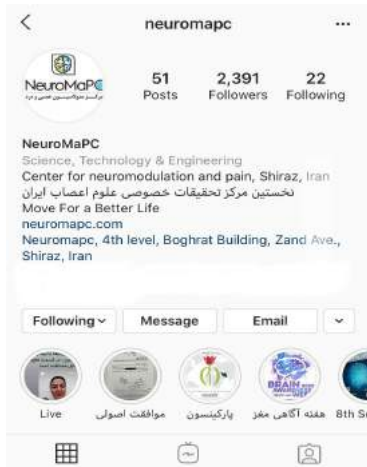 neuromapc
NeuroMaPC
51
2,391
22
Posts
Followers
Following
NeuroMaPC
Science, Technology & Engineering
Center for neuromodulation and pain, Shiraz, Iran
نخستین مرکز تحقیقات خصوصی علوم اعصاب ایران
Move For a Better Life
neuromapc.com
Neuromapc, 4th level, Boghrat Building, Zand Ave.,
Shiraz, Iran
Following
Message
Email
BRAIN
Live
موافقت اصولی
پارکینسون
هفته آگاهی مغز
8th